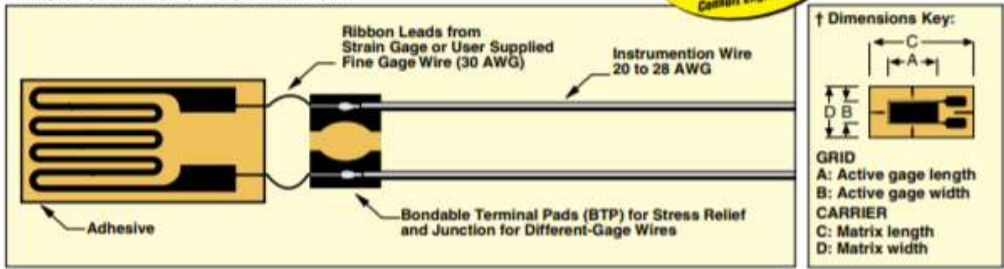 Ribbon Leads from
Strain Gage or User Supplied
Fine Gage Wire (30 AWG)
Instrumention Wire
20 to 28 AWG
Adhesive
Bondable Terminal Pads (BTP) for Stress Relief
and Junction for Different-Gage Wires
† Dimensions Key:
C
A
D B
GRID
A: Active gage length
B: Active gage width
CARRIER
C: Matrix length
D: Matrix width